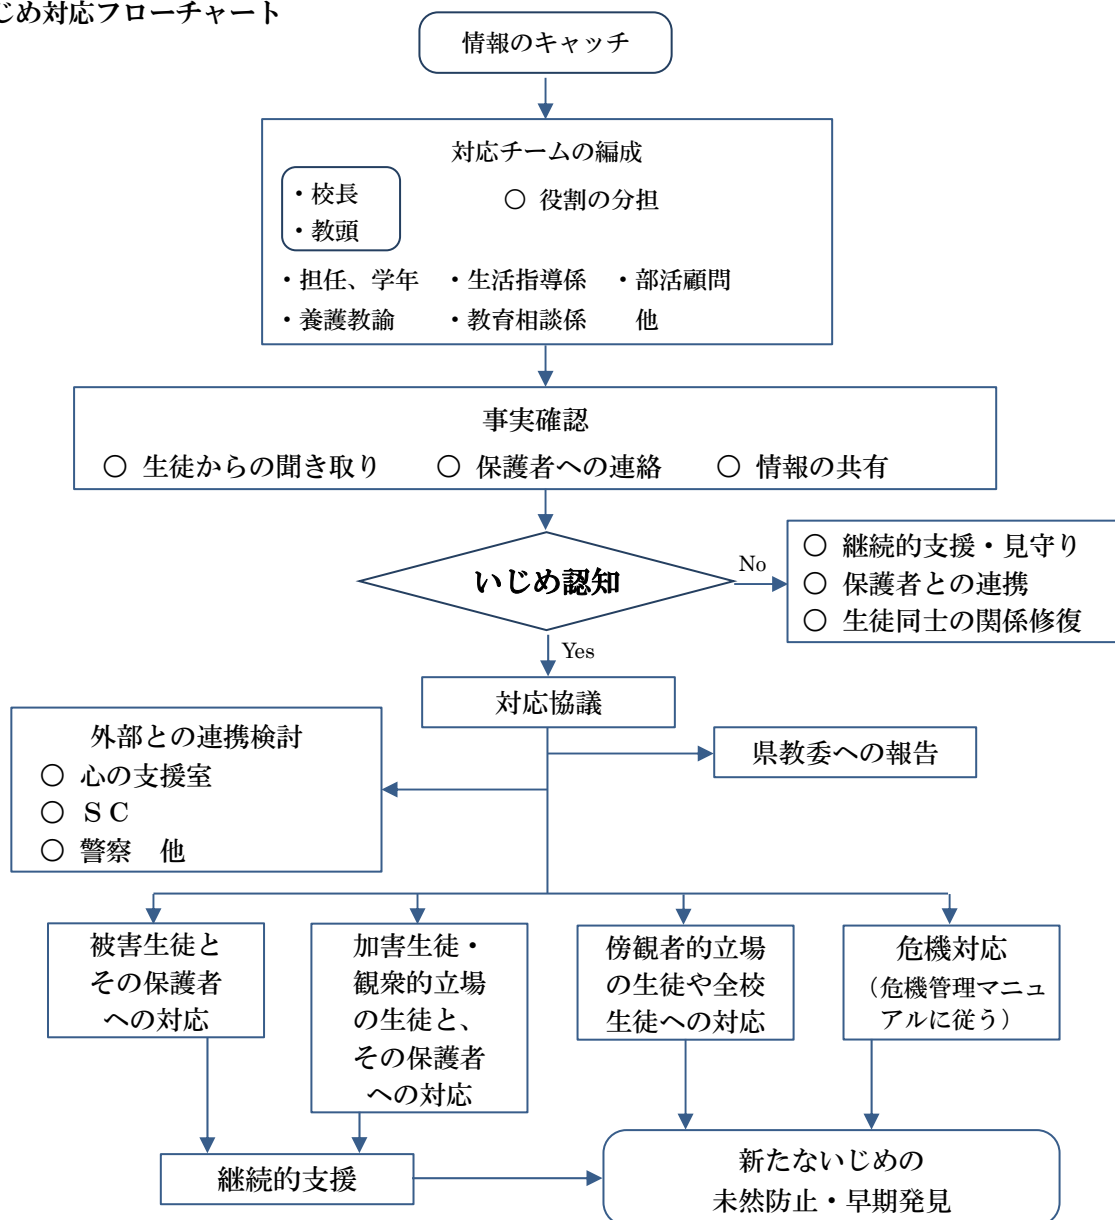 じめ対応フローチャート
情報のキャッチ
対応チームの編成
・校長
・教頭
○ 役割の分担
・担任、学年 ・生活指導係 ・部活顧問
・養護教諭 ・教育相談係 他
事実確認
○ 生徒からの聞き取り ○ 保護者への連絡 ○ 情報の共有
いじめ認知
No
○ 継続的支援・見守り
○ 保護者との連携
○ 生徒同士の関係修復
Yes
対応協議
県教委への報告
外部との連携検討
○ 心の支援室
○ ＳＣ
○ 警察 他
被害生徒と
その保護者
への対応
加害生徒・
観衆的立場
の生徒と、
その保護者
への対応
傍観者的立場
の生徒や全校
生徒への対応
危機対応
（危機管理マニュ
アルに従う）
継続的支援
新たないじめの
未然防止・早期発見